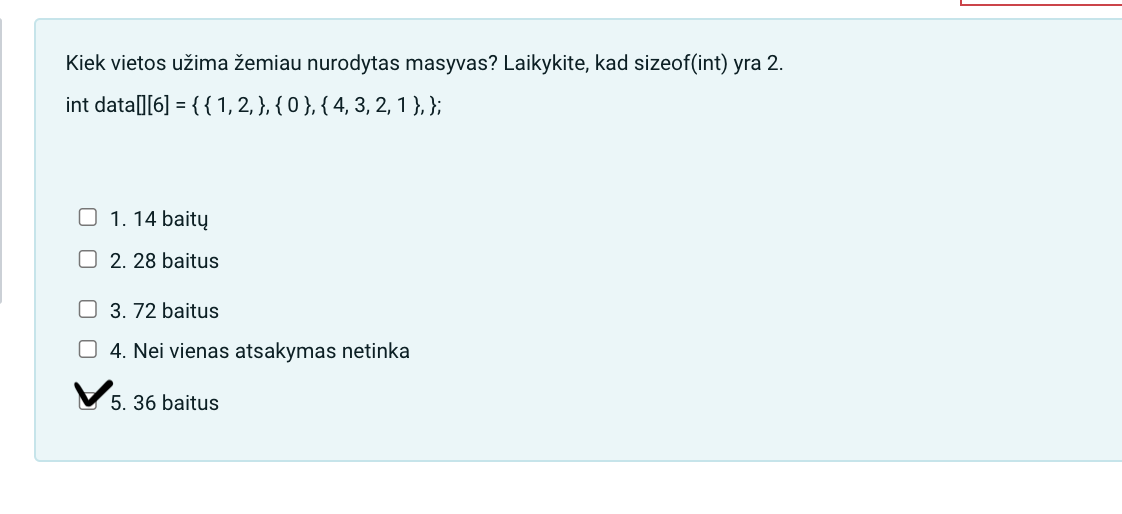 Kiek vietos užima žemiau nurodytas masyvas? Laikykite, kad sizeof(int) yra 2.
int data[][6] = { { 1, 2, }, { 0 }, { 4, 3, 2, 1 }, };
1. 14 baitų
2. 28 baitus
3. 72 baitus
4. Nei vienas atsakymas netinka
5. 36 baitus